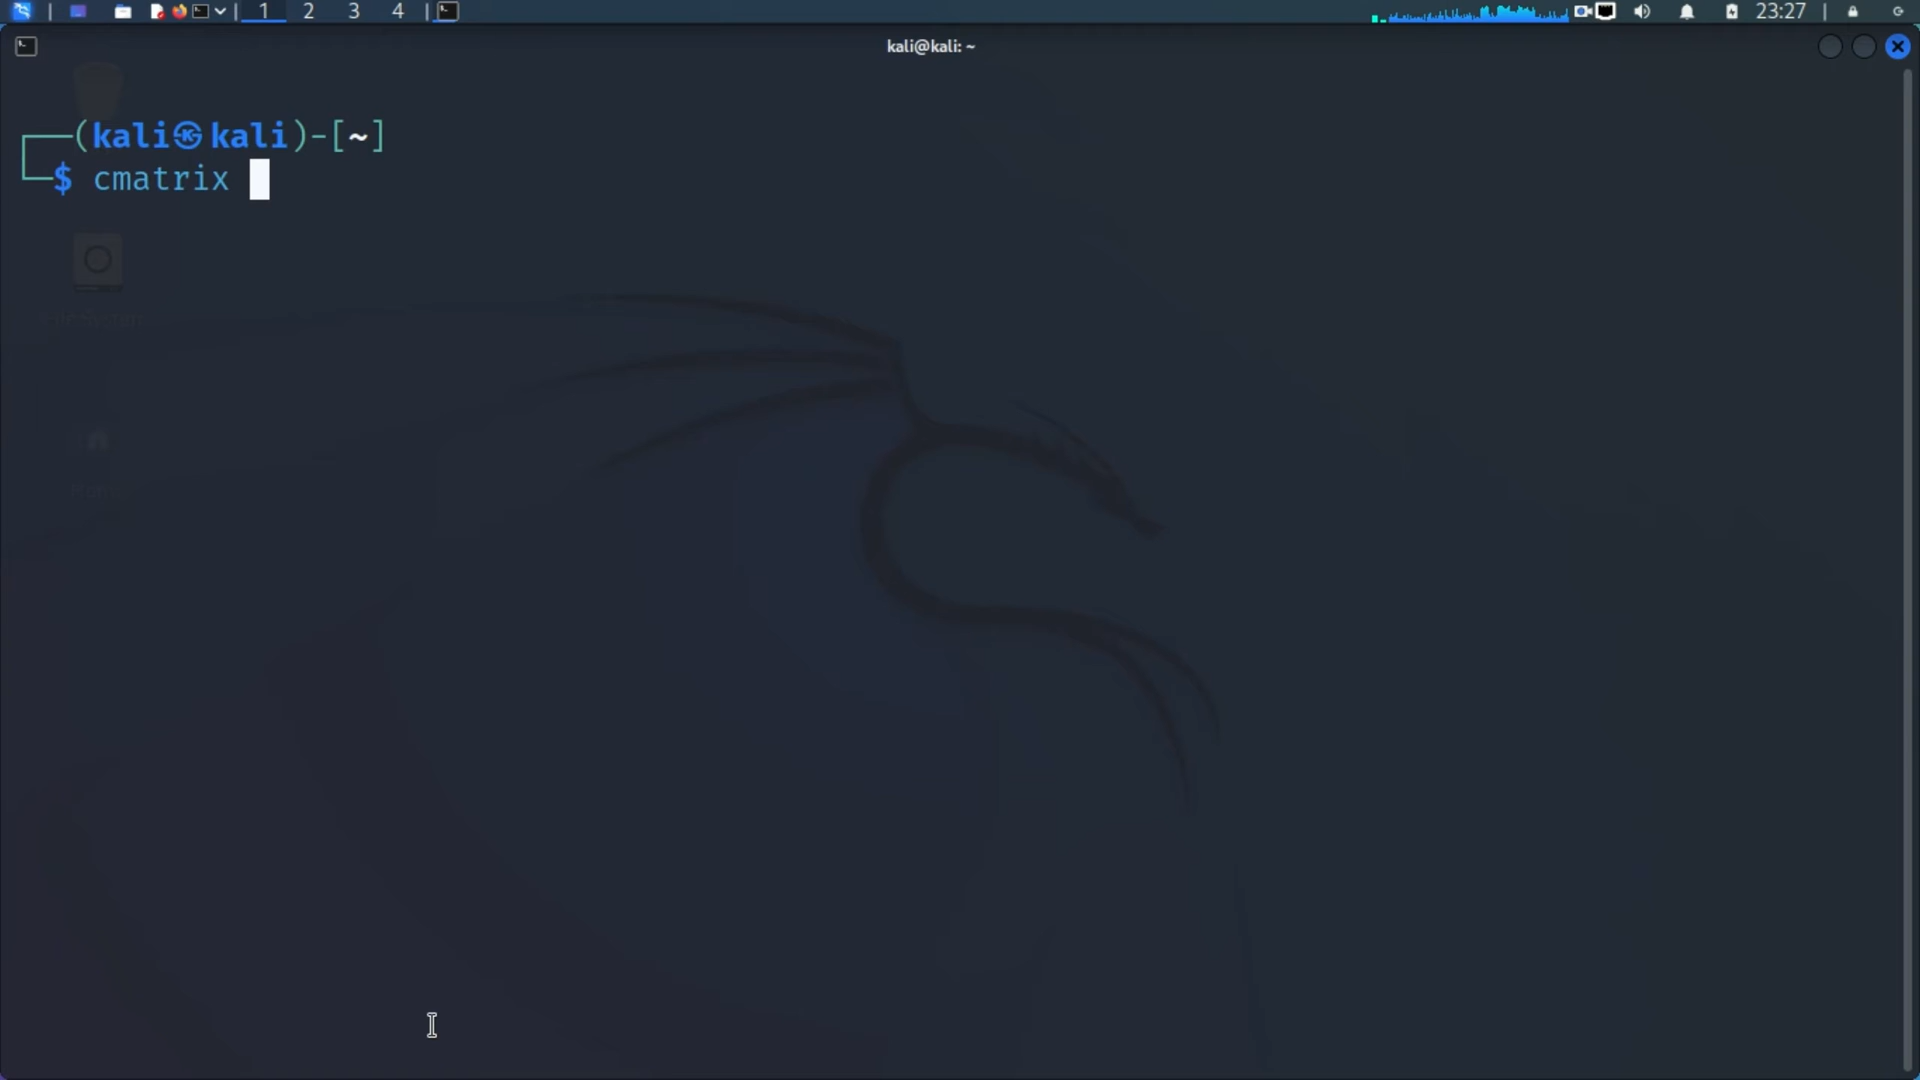 1 2 3 4 23:27
kali@kali: ~
(kali㉿kali)-[~]
$ cmatrix